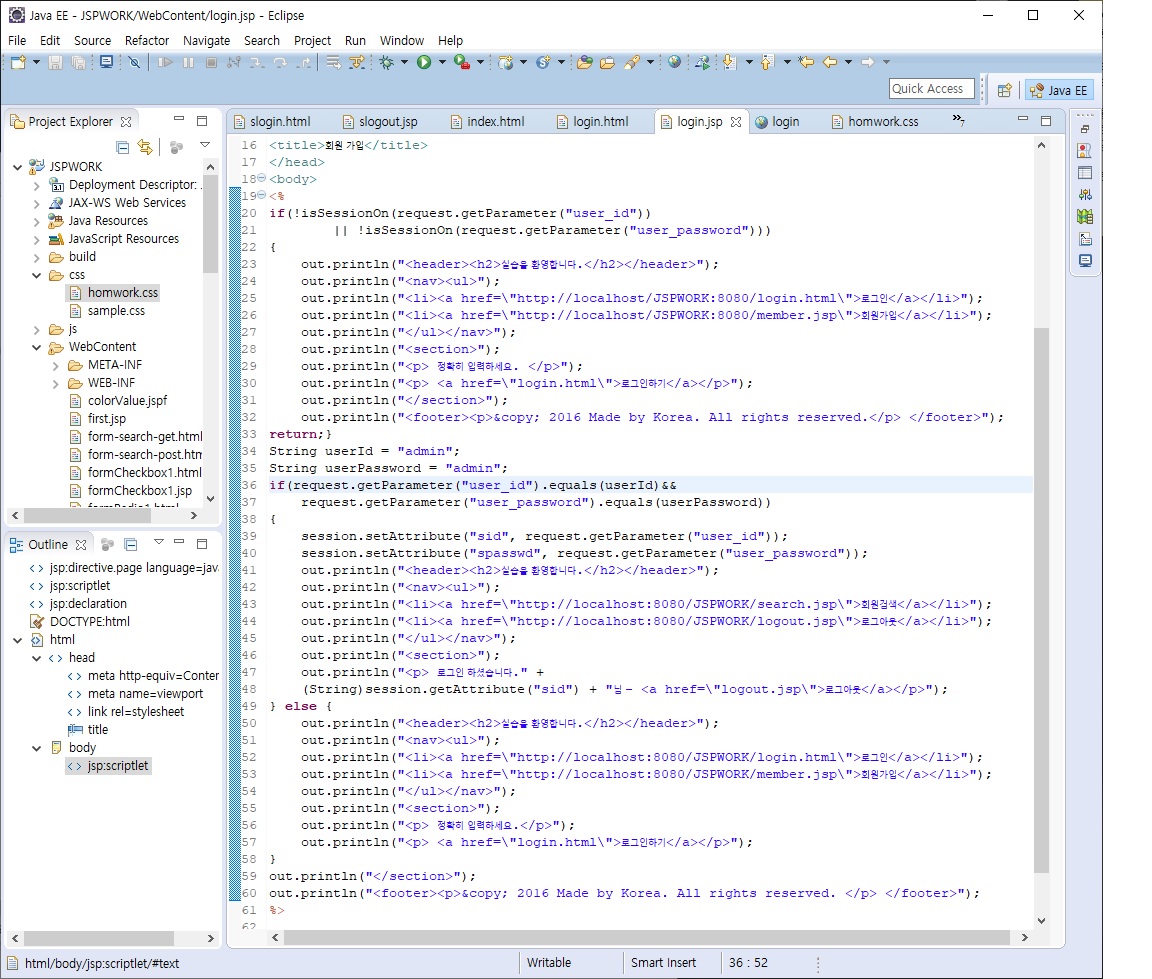 Java EE - JSPWORK/WebContent/login.jsp - Eclipse
File Edit Source Refactor Navigate Search Project Run Window Help
Quick Access
Java EE
Project Explorer
JSPWORK
Deployment Descriptor:
JAX-WS Web Services
Java Resources
JavaScript Resources
build
css
homwork.css
sample.css
js
WebContent
META-INF
WEB-INF
colorValue.jspf
first.jsp
form-search-get.html
form-search-post.htm
formCheckbox1.html
formCheckbox1.jsp
Outline
jsp:directive.page language=jav
jsp:scriptlet
jsp:declaration
DOCTYPE:html
html
head
meta http-equiv=Conter
meta name=viewport
link rel=stylesheet
title
body
jsp:scriptlet
slogin.html slogout.jsp index.html login.html login.jsp login homwork.css »7
16 <title>회원 가입</title>
17 </head>
18 <body>
19 <%
20 if(!isSessionOn(request.getParameter("user_id"))
21 || !isSessionOn(request.getParameter("user_password")))
22 {
23 out.println("<header><h2>실습을 환영합니다.</h2></header>");
24 out.println("<nav><ul>");
25 out.println("<li><a href=\"http://localhost/JSPWORK:8080/login.html\">로그인</a></li>");
26 out.println("<li><a href=\"http://localhost/JSPWORK:8080/member.jsp\">회원가입</a></li>");
27 out.println("</ul></nav>");
28 out.println("<section>");
29 out.println("<p> 정확히 입력하세요. </p>");
30 out.println("<p> <a href=\"login.html\">로그인하기</a></p>");
31 out.println("</section>");
32 out.println("<footer><p>&copy; 2016 Made by Korea. All rights reserved.</p> </footer>");
33 return;}
34 String userId = "admin";
35 String userPassword = "admin";
36 if(request.getParameter("user_id").equals(userId)&&
37 request.getParameter("user_password").equals(userPassword))
38 {
39 session.setAttribute("sid", request.getParameter("user_id"));
40 session.setAttribute("spasswd", request.getParameter("user_password"));
41 out.println("<header><h2>실습을 환영합니다.</h2></header>");
42 out.println("<nav><ul>");
43 out.println("<li><a href=\"http://localhost:8080/JSPWORK/search.jsp\">회원검색</a></li>");
44 out.println("<li><a href=\"http://localhost:8080/JSPWORK/logout.jsp\">로그아웃</a></li>");
45 out.println("</ul></nav>");
46 out.println("<section>");
47 out.println("<p> 로그인 하셨습니다." +
48 (String)session.getAttribute("sid") + "님- <a href=\"logout.jsp\">로그아웃</a></p>");
49 } else {
50 out.println("<header><h2>실습을 환영합니다.</h2></header>");
51 out.println("<nav><ul>");
52 out.println("<li><a href=\"http://localhost:8080/JSPWORK/login.html\">로그인</a></li>");
53 out.println("<li><a href=\"http://localhost:8080/JSPWORK/member.jsp\">회원가입</a></li>");
54 out.println("</ul></nav>");
55 out.println("<section>");
56 out.println("<p> 정확히 입력하세요.</p>");
57 out.println("<p> <a href=\"login.html\">로그인하기</a></p>");
58 }
59 out.println("</section>");
60 out.println("<footer><p>&copy; 2016 Made by Korea. All rights reserved. </p> </footer>");
61 %>
62
html/body/jsp:scriptlet/#text
Writable
Smart Insert
36 : 52